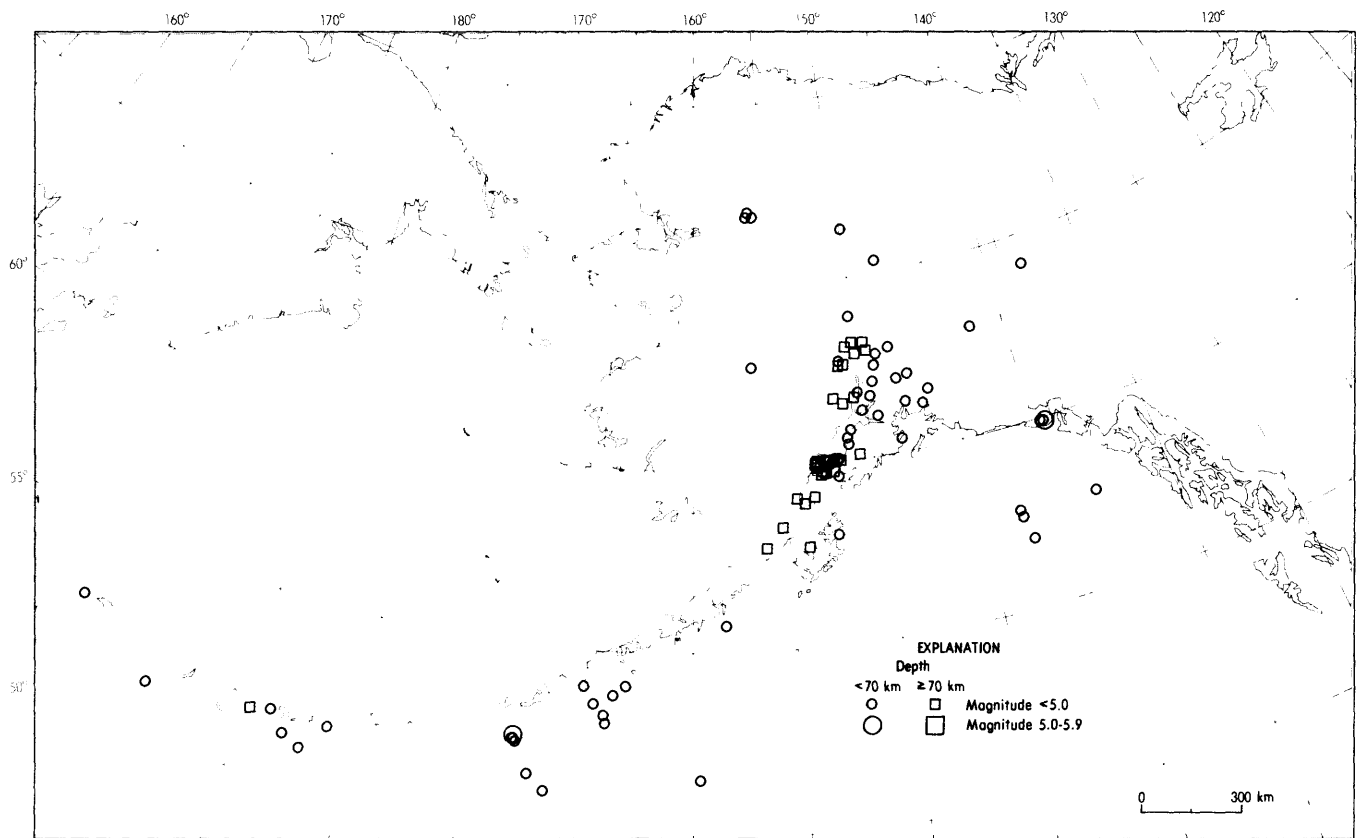 160° 170° 180° 170° 160° 150° 140° 130° 120°
60°
55°
50°
EXPLANATION
Depth
<70 km ≥70 km
Magnitude <5.0
Magnitude 5.0-5.9
0 300 km